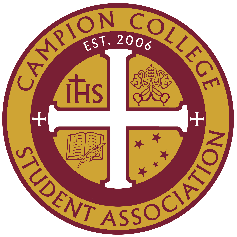 CAMPION COLLEGE
EST. 2006
IHS
STUDENT ASSOCIATION